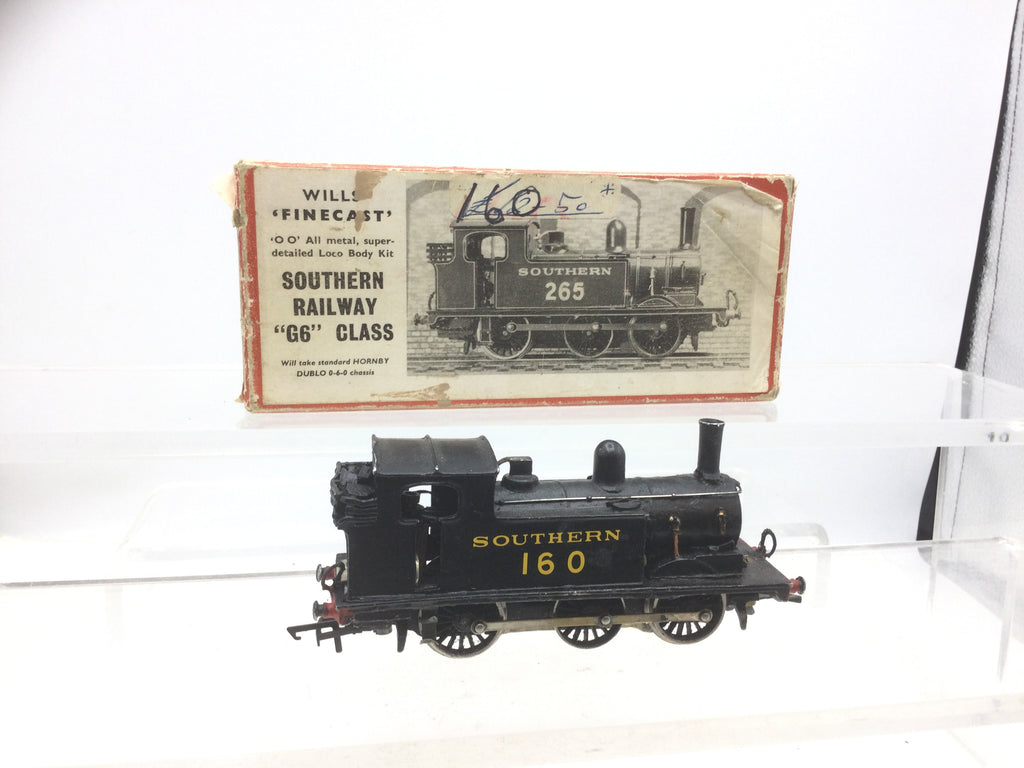 WILLS
'FINECAST'
'OO' All metal, super-
detailed Loco Body Kit
SOUTHERN
RAILWAY
"G6" CLASS
Will take standard HORNBY
DUBLO 0-6-0 chassis
160 50 *
SOUTHERN
265
SOUTHERN
160